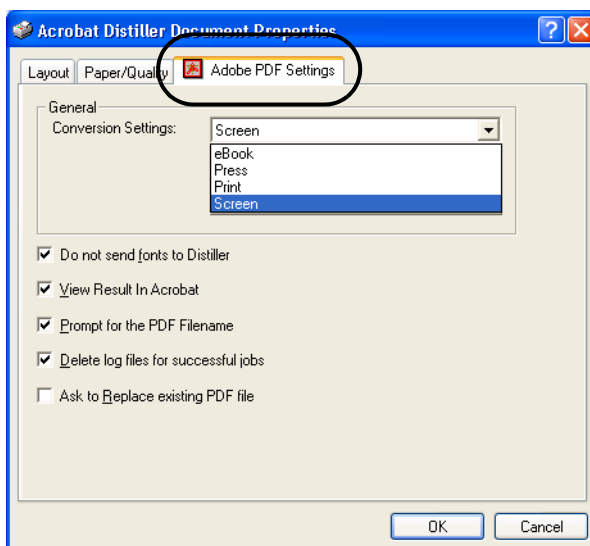 Acrobat Distiller Document Properties
Layout Paper/Quality Adobe PDF Settings
General
Conversion Settings: Screen
eBook
Press
Print
Screen
Do not send fonts to Distiller
View Result In Acrobat
Prompt for the PDF Filename
Delete log files for successful jobs
Ask to Replace existing PDF file
OK Cancel